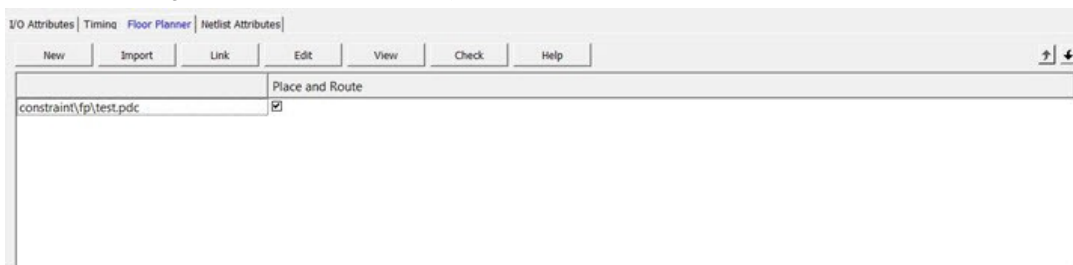 I/O Attributes Timing Floor Planner Netlist Attributes
New Import Link Edit View Check Help
Place and Route
constraint\fp\test.pdc